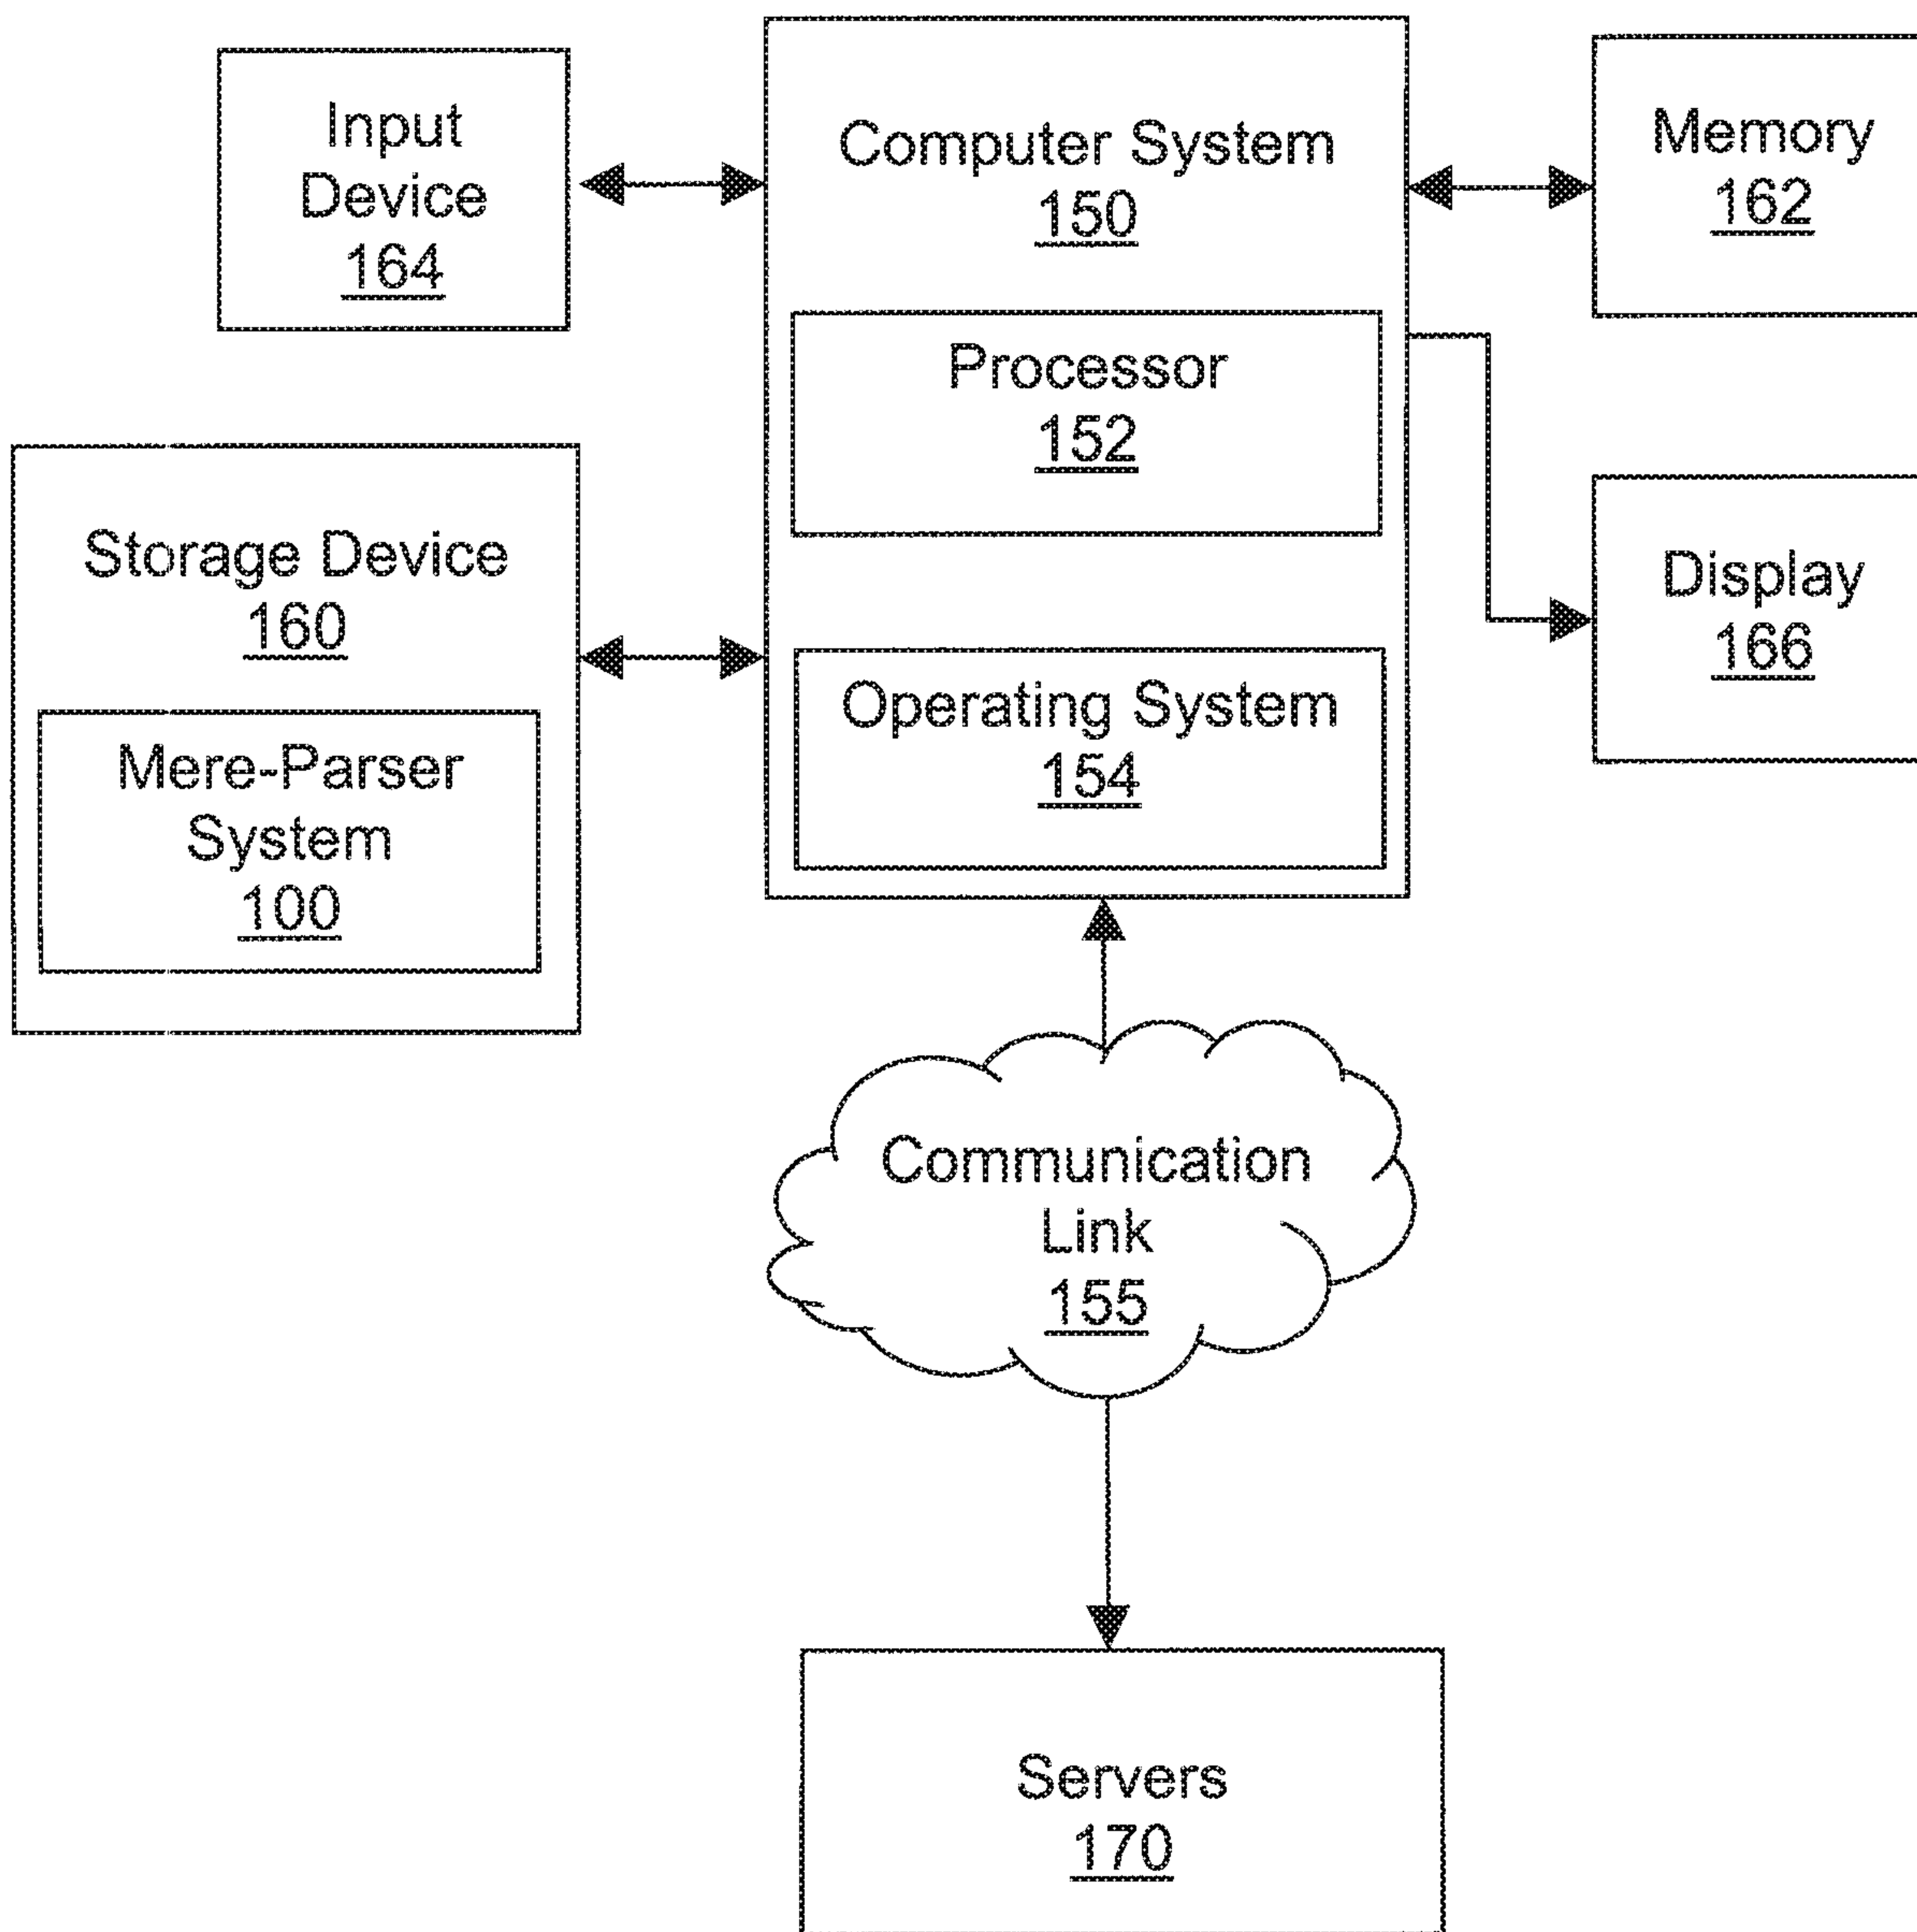 Input
Device
164
Computer System
150
Memory
162
Processor
152
Storage Device
160
Display
166
Operating System
154
Mere-Parser
System
100
Communication
Link
155
Servers
170